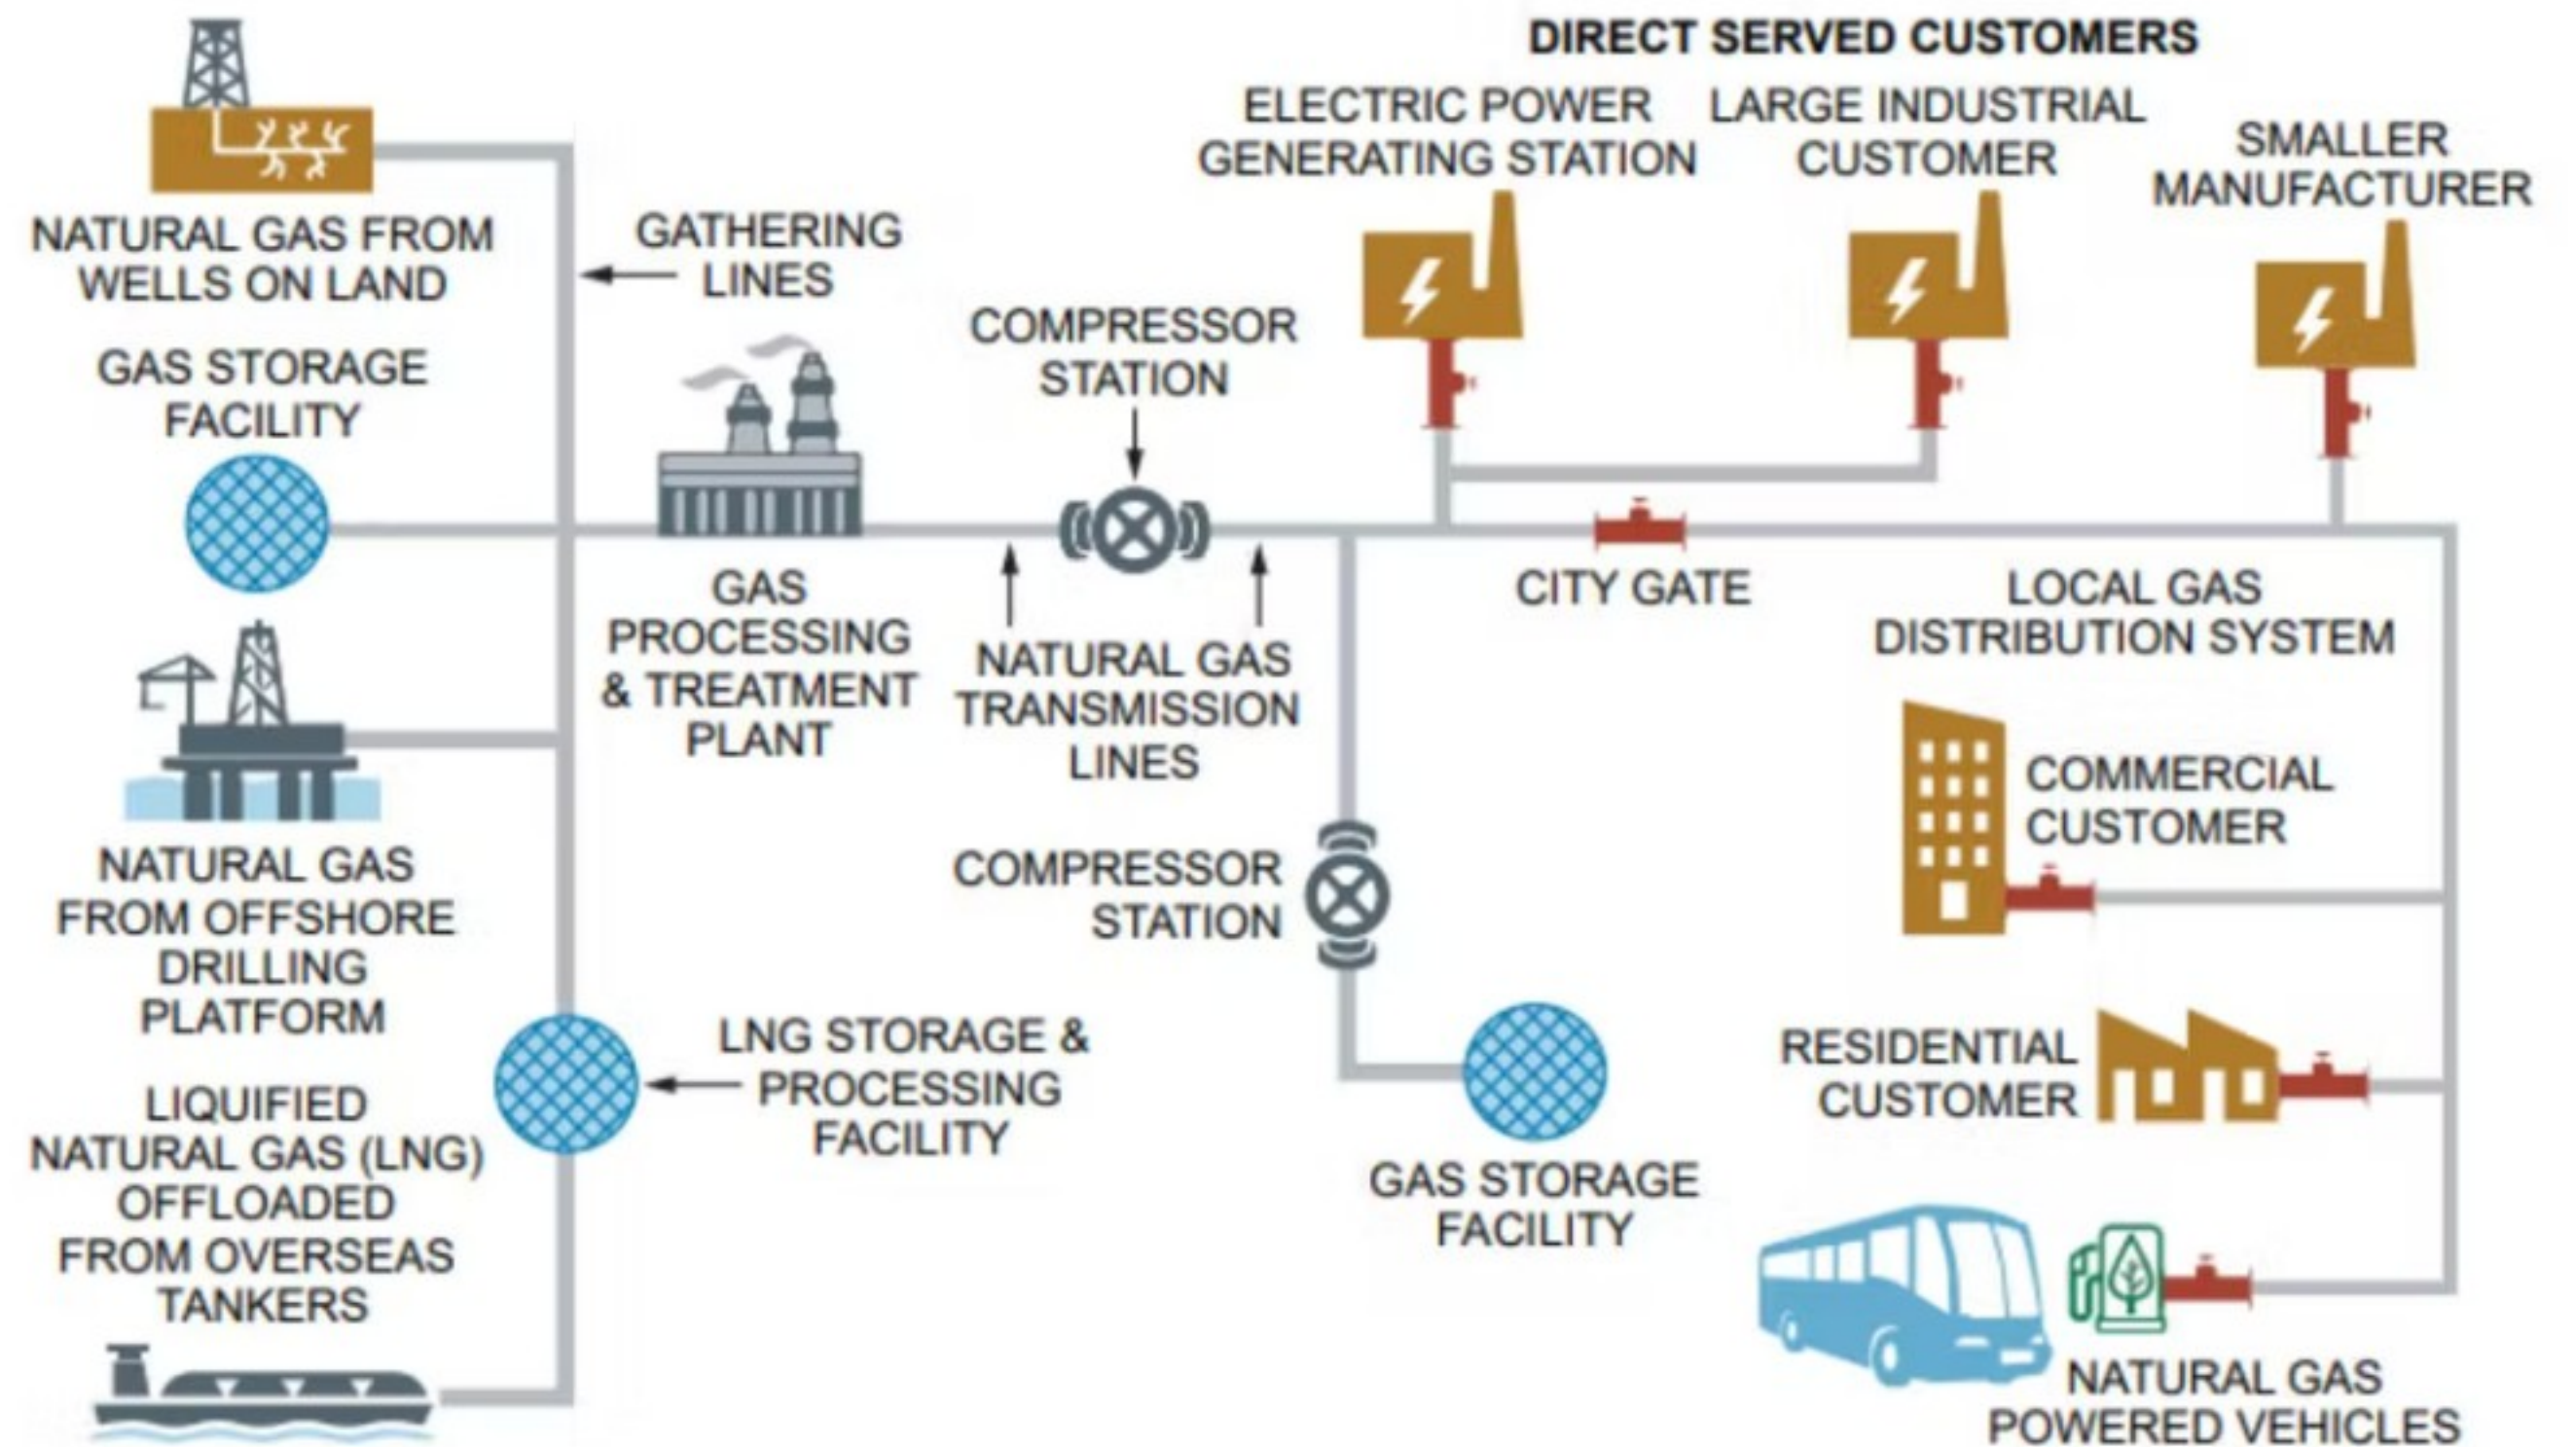 DIRECT SERVED CUSTOMERS
ELECTRIC POWER
GENERATING STATION
LARGE INDUSTRIAL
CUSTOMER
SMALLER
MANUFACTURER
NATURAL GAS FROM
WELLS ON LAND
GATHERING
LINES
GAS STORAGE
FACILITY
COMPRESSOR
STATION
GAS
PROCESSING
& TREATMENT
PLANT
NATURAL GAS
TRANSMISSION
LINES
CITY GATE
LOCAL GAS
DISTRIBUTION SYSTEM
NATURAL GAS
FROM OFFSHORE
DRILLING
PLATFORM
COMPRESSOR
STATION
COMMERCIAL
CUSTOMER
LNG STORAGE &
PROCESSING
FACILITY
RESIDENTIAL
CUSTOMER
LIQUIFIED
NATURAL GAS (LNG)
OFFLOADED
FROM OVERSEAS
TANKERS
GAS STORAGE
FACILITY
NATURAL GAS
POWERED VEHICLES